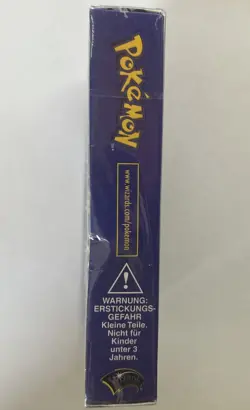 POKéMON
www.wizards.com/pokemon
WARNUNG:
ERSTICKUNGS-
GEFAHR
Kleine Teile.
Nicht für
Kinder
unter 3
Jahren.